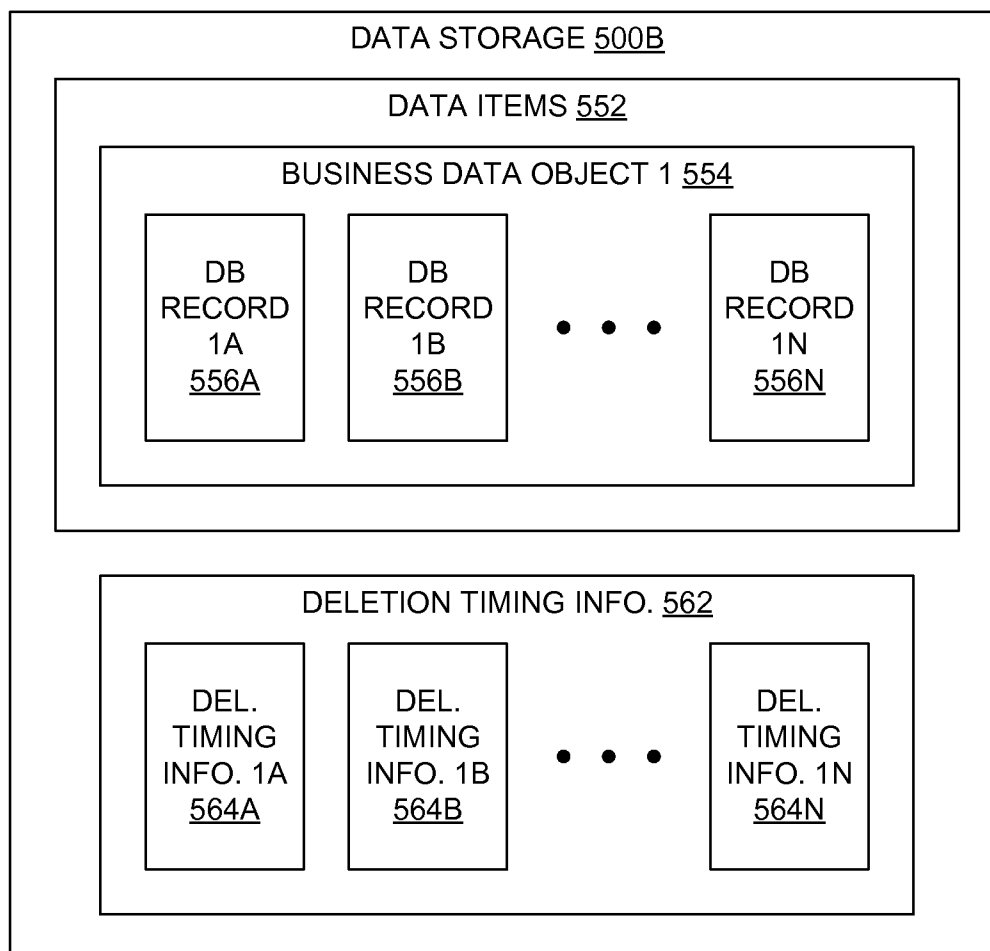 DATA STORAGE 500B
DATA ITEMS 552
BUSINESS DATA OBJECT 1 554
DB
RECORD
1A
556A
DB
RECORD
1B
556B
DB
RECORD
1N
556N
DELETION TIMING INFO. 562
DEL.
TIMING
INFO. 1A
564A
DEL.
TIMING
INFO. 1B
564B
DEL.
TIMING
INFO. 1N
564N